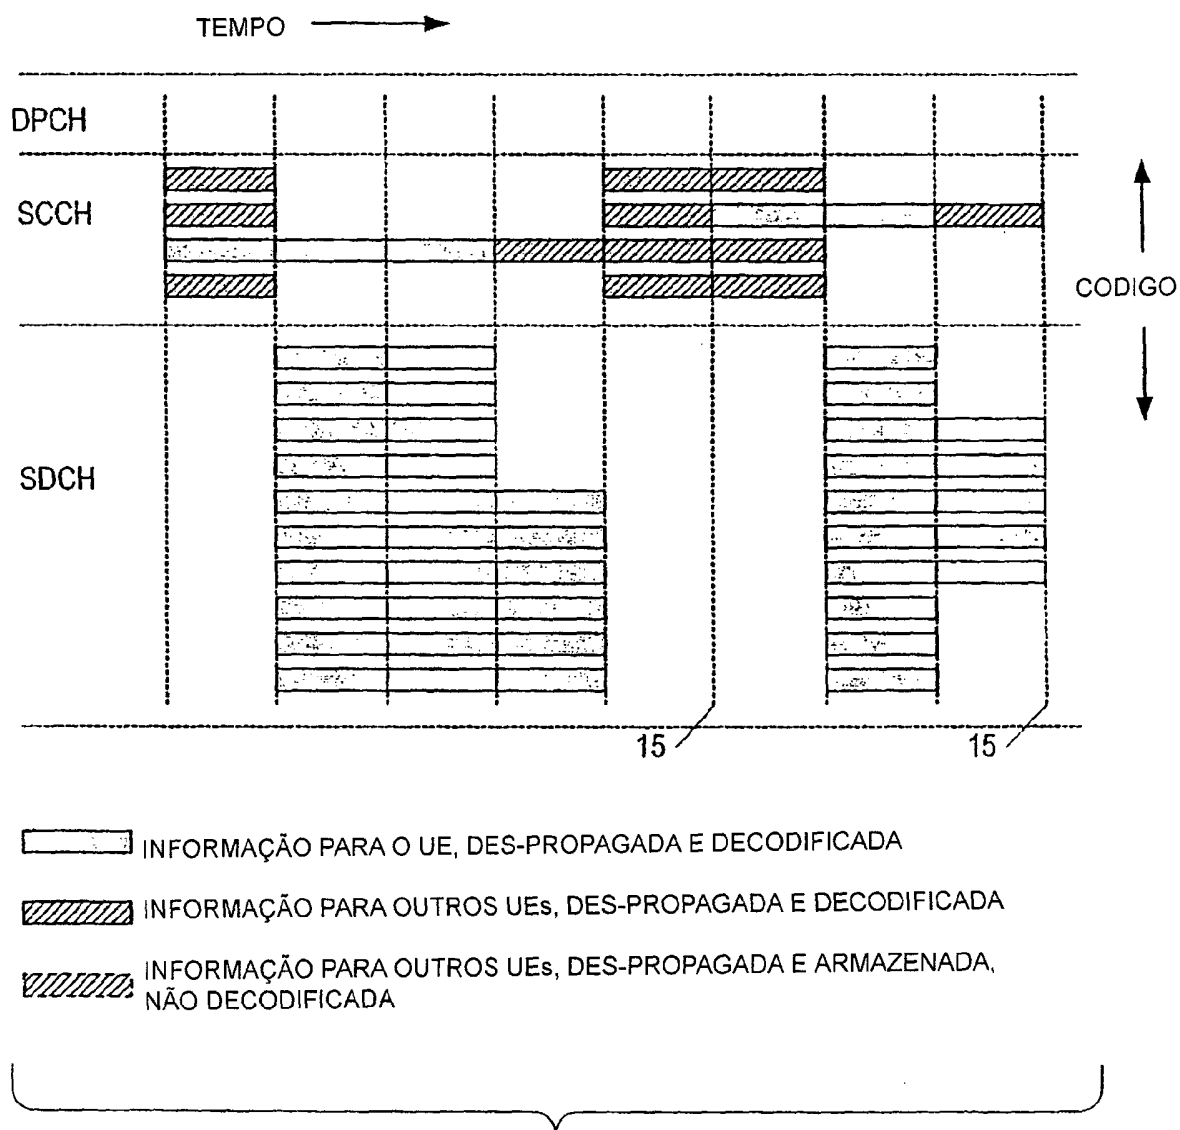 TEMPO
DPCH
SCCH
CODIGO
SDCH
15
15
INFORMAÇÃO PARA O UE, DES-PROPAGADA E DECODIFICADA
INFORMAÇÃO PARA OUTROS UEs, DES-PROPAGADA E DECODIFICADA
INFORMAÇÃO PARA OUTROS UEs, DES-PROPAGADA E ARMAZENADA,
NÃO DECODIFICADA